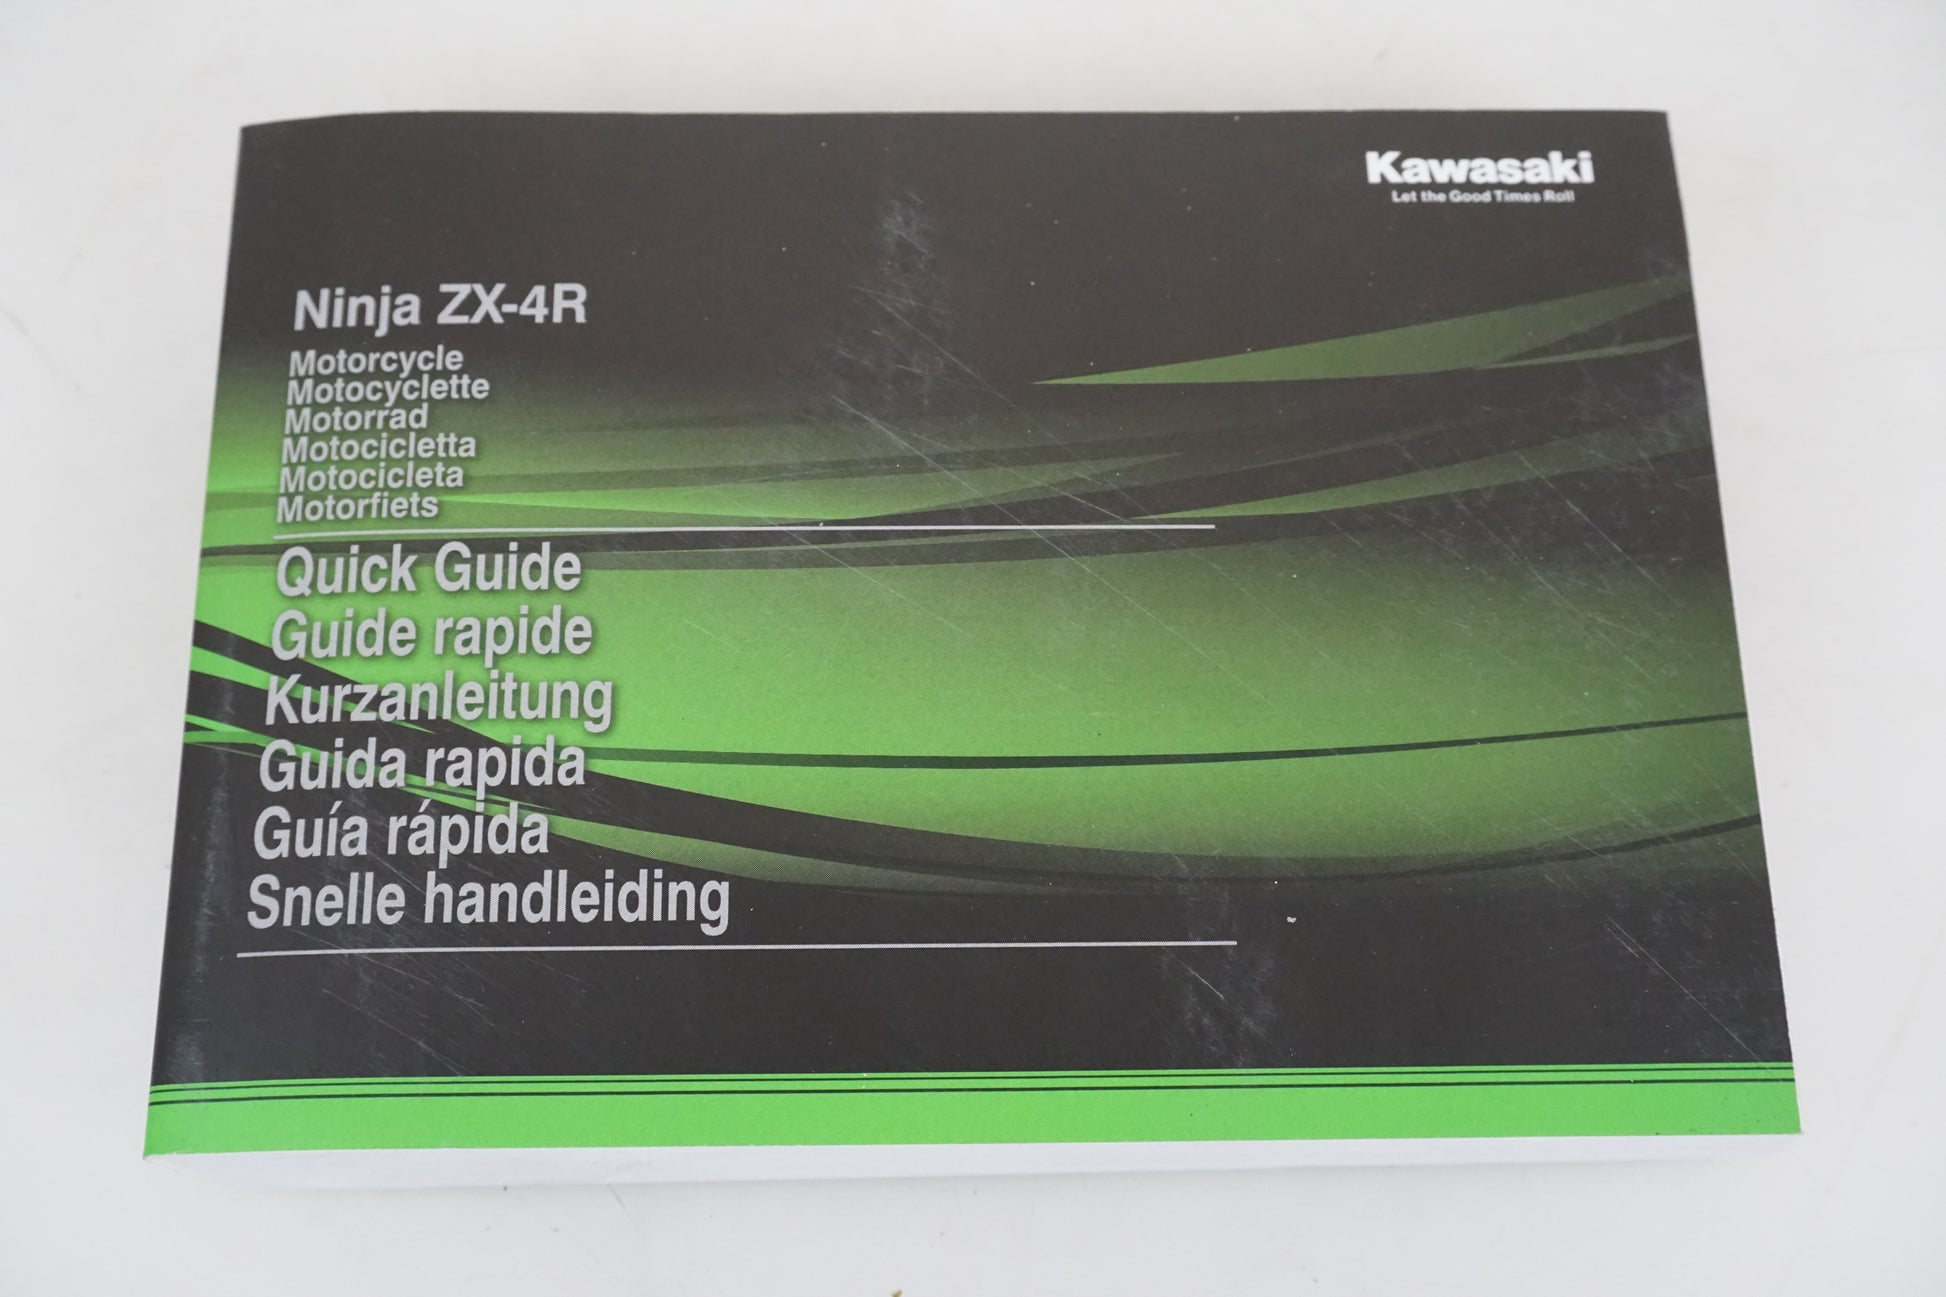 Kawasaki
Let the Good Times Roll
Ninja ZX-4R
Motorcycle
Motocyclette
Motorrad
Motocicletta
Motocicleta
Motorfiets
Quick Guide
Guide rapide
Kurzanleitung
Guida rapida
Guía rápida
Snelle handleiding